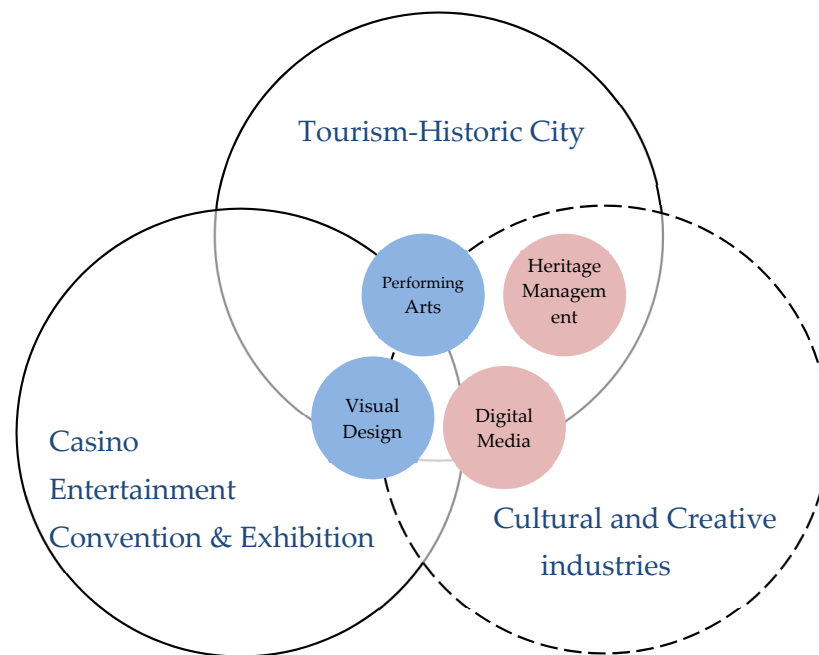 Tourism-Historic City
Performing
Arts
Heritage
Managem
ent
Visual
Design
Digital
Media
Casino
Entertainment
Convention & Exhibition
Cultural and Creative
industries